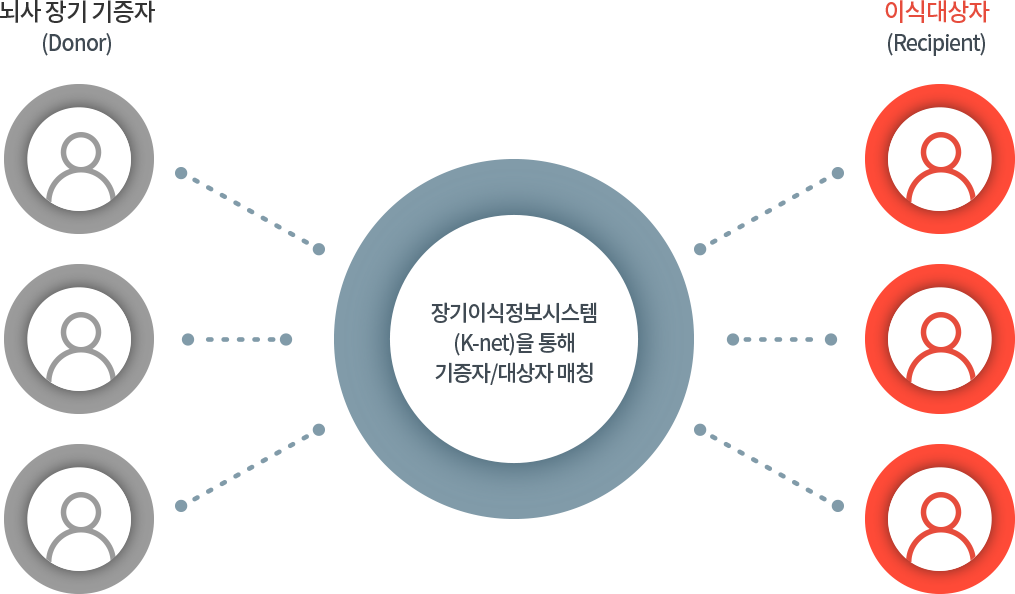 뇌사 장기 기증자
(Donor)
이식대상자
(Recipient)
장기이식정보시스템
(K-net)을 통해
기증자/대상자 매칭